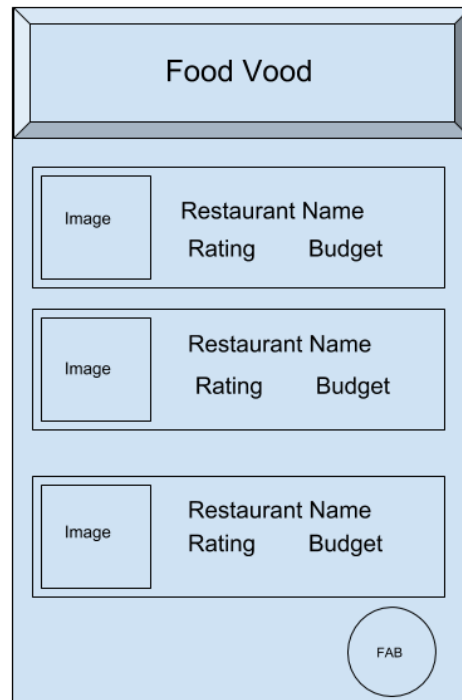 Food Vood
Image
Restaurant Name
Rating Budget
Image
Restaurant Name
Rating Budget
Image
Restaurant Name
Rating Budget
FAB